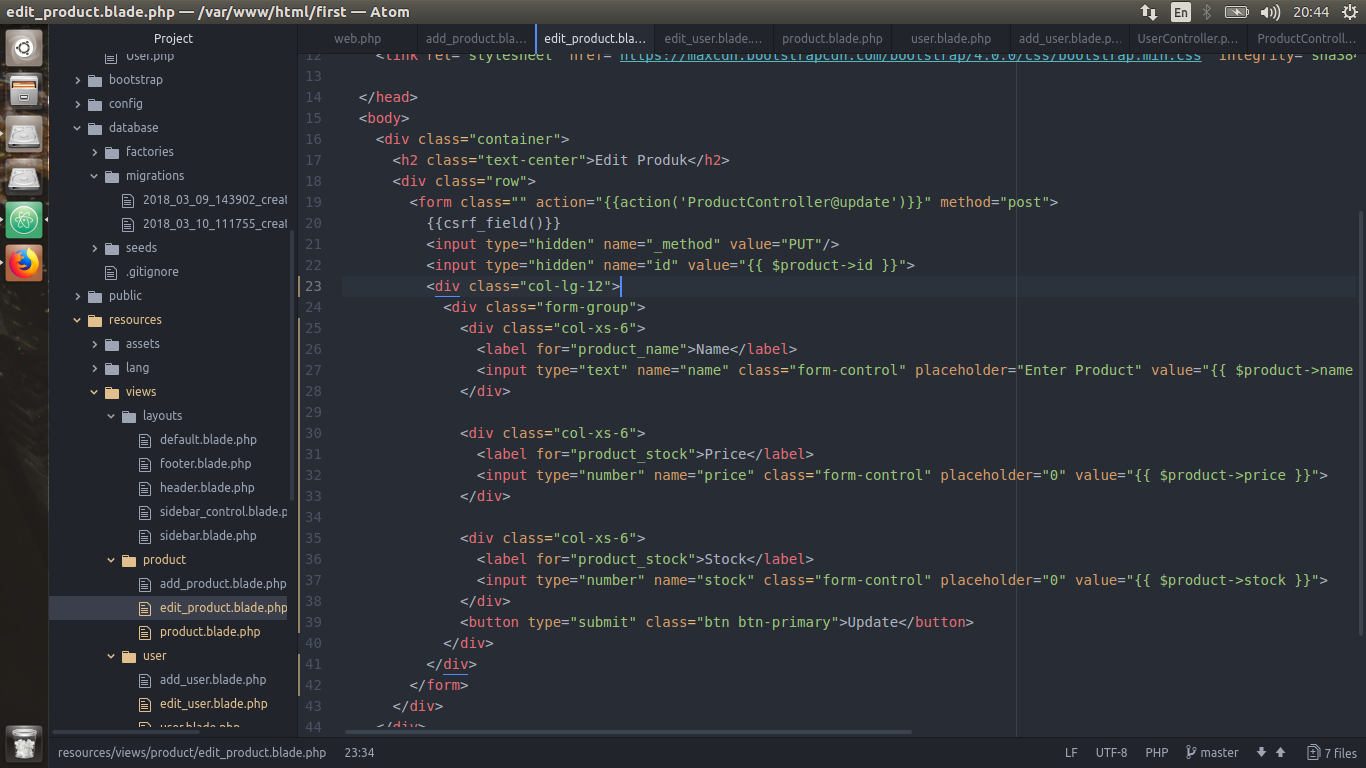 edit_product.blade.php — /var/www/html/first — Atom
En
20:44
Project
web.php
add_product.bla...
edit_product.bla...
edit_user.blade....
product.blade.php
user.blade.php
add_user.blade.p...
UserController.p...
ProductControll...
user.php
bootstrap
config
database
factories
migrations
2018_03_09_143902_creat
2018_03_10_111755_creat
seeds
.gitignore
public
resources
assets
lang
views
layouts
default.blade.php
footer.blade.php
header.blade.php
sidebar_control.blade.p
sidebar.blade.php
product
add_product.blade.php
edit_product.blade.php
product.blade.php
user
add_user.blade.php
edit_user.blade.php
user.blade.php
12 <link rel="stylesheet" href="https://maxcdn.bootstrapcdn.com/bootstrap/4.0.0/css/bootstrap.min.css" integrity="sha384
13
14 </head>
15 <body>
16 <div class="container">
17 <h2 class="text-center">Edit Produk</h2>
18 <div class="row">
19 <form class="" action="{{action('ProductController@update')}}" method="post">
20 {{csrf_field()}}
21 <input type="hidden" name="_method" value="PUT"/>
22 <input type="hidden" name="id" value="{{ $product->id }}">
23 <div class="col-lg-12">
24 <div class="form-group">
25 <div class="col-xs-6">
26 <label for="product_name">Name</label>
27 <input type="text" name="name" class="form-control" placeholder="Enter Product" value="{{ $product->name
28 </div>
29
30 <div class="col-xs-6">
31 <label for="product_stock">Price</label>
32 <input type="number" name="price" class="form-control" placeholder="0" value="{{ $product->price }}">
33 </div>
34
35 <div class="col-xs-6">
36 <label for="product_stock">Stock</label>
37 <input type="number" name="stock" class="form-control" placeholder="0" value="{{ $product->stock }}">
38 </div>
39 <button type="submit" class="btn btn-primary">Update</button>
40 </div>
41 </div>
42 </form>
43 </div>
44 </div>
resources/views/product/edit_product.blade.php 23:34
LF UTF-8 PHP master 7 files